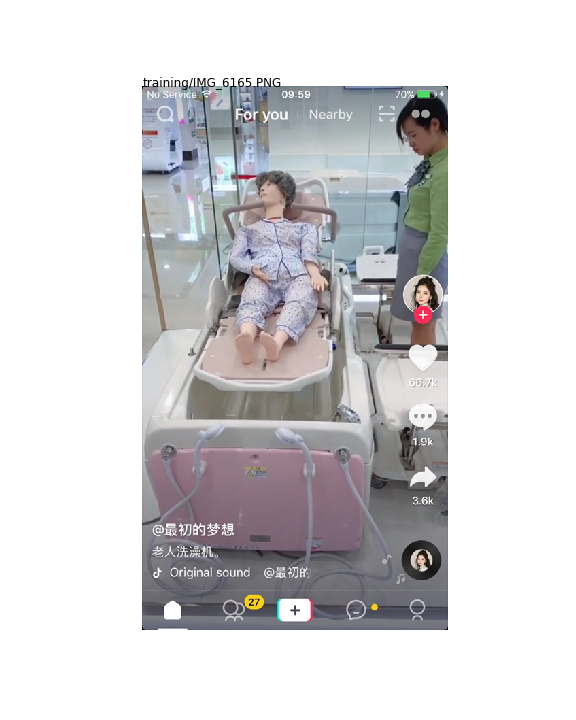 training/IMG_6165.PNG
No Service 09:59 70%
For you Nearby
66.7k
1.9k
3.6k
@最初的梦想
老人洗澡机。
Original sound @最初的
27